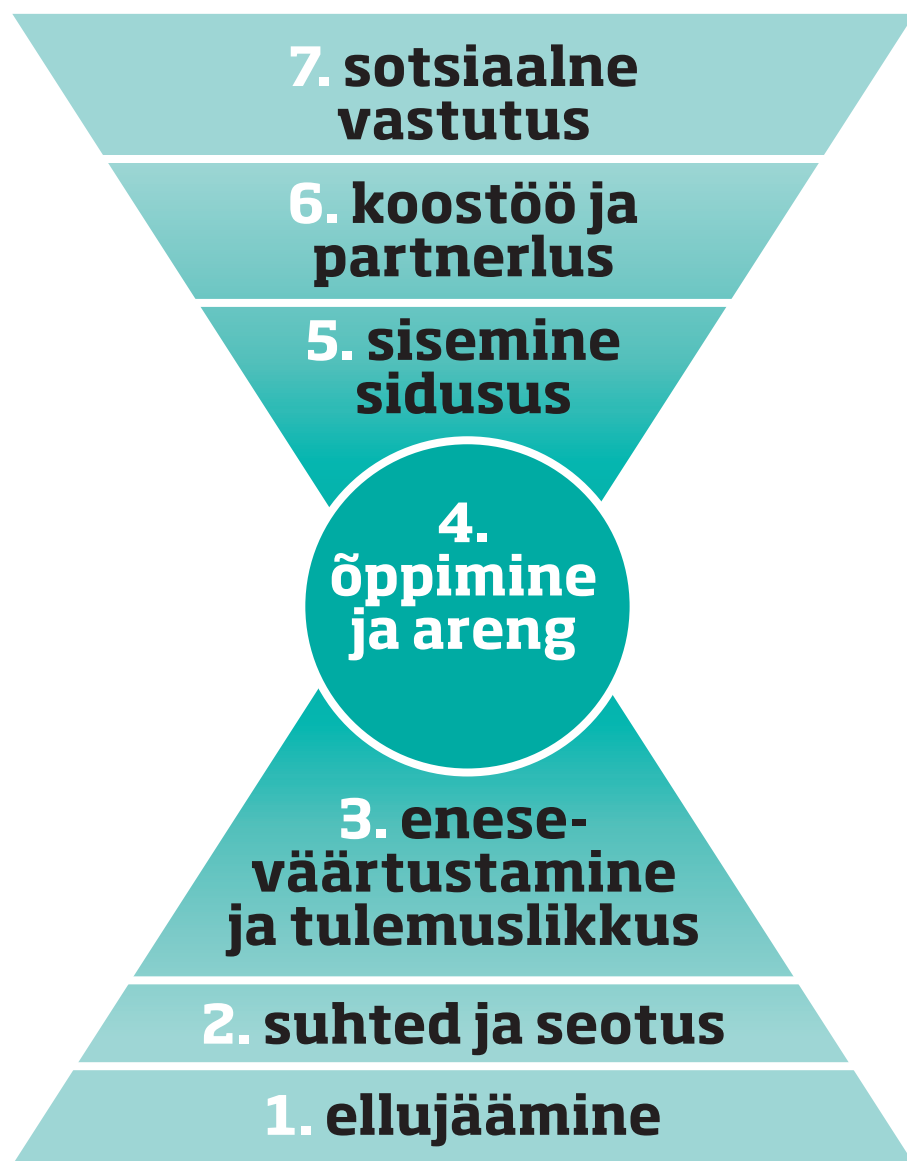 7. sotsiaalne
vastutus
6. koostöö ja
partnerlus
5. sisemine
sidusus
4.
õppimine
ja areng
3. enese-
väärtustamine
ja tulemuslikkus
2. suhted ja seotus
1. ellujäämine